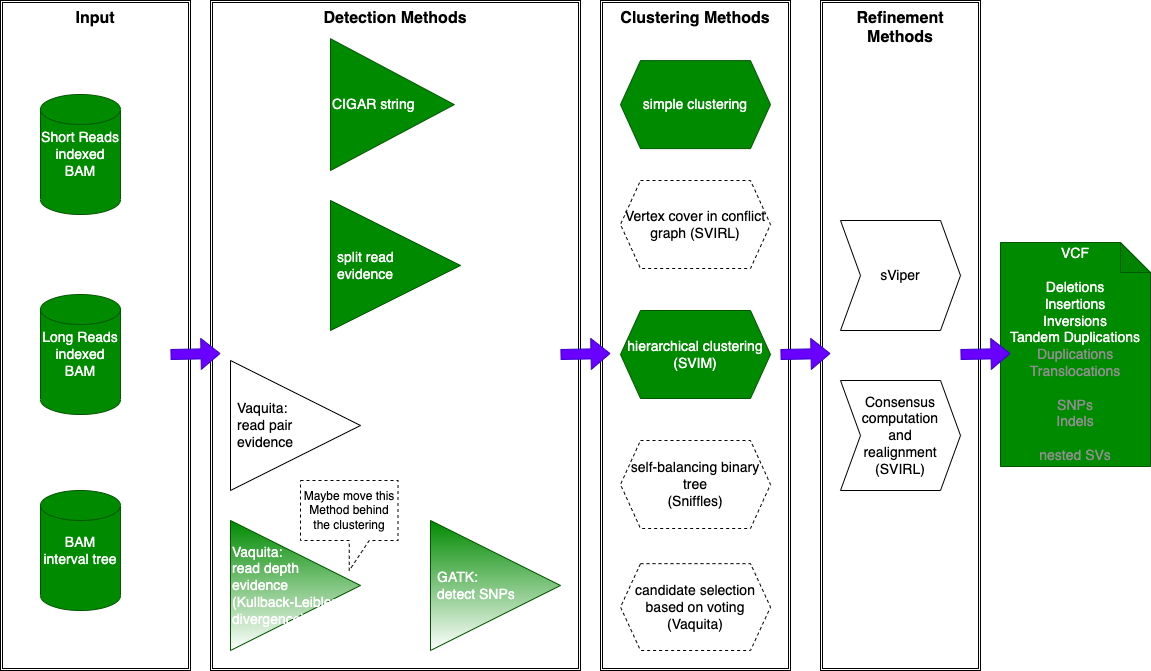 Input
Short Reads
indexed
BAM
Long Reads
indexed
BAM
BAM
interval tree
Detection Methods
CIGAR string
split read
evidence
Vaquita:
read pair
evidence
Maybe move this
Method behind
the clustering
Vaquita:
read depth
evidence
(Kullback-Leibler
divergence)
GATK:
detect SNPs
Clustering Methods
simple clustering
Vertex cover in conflict
graph (SVIRL)
hierarchical clustering
(SVIM)
self-balancing binary
tree
(Sniffles)
candidate selection
based on voting
(Vaquita)
Refinement
Methods
sViper
Consensus
computation
and
realignment
(SVIRL)
VCF
Deletions
Insertions
Inversions
Tandem Duplications
Duplications
Translocations
SNPs
Indels
nested SVs